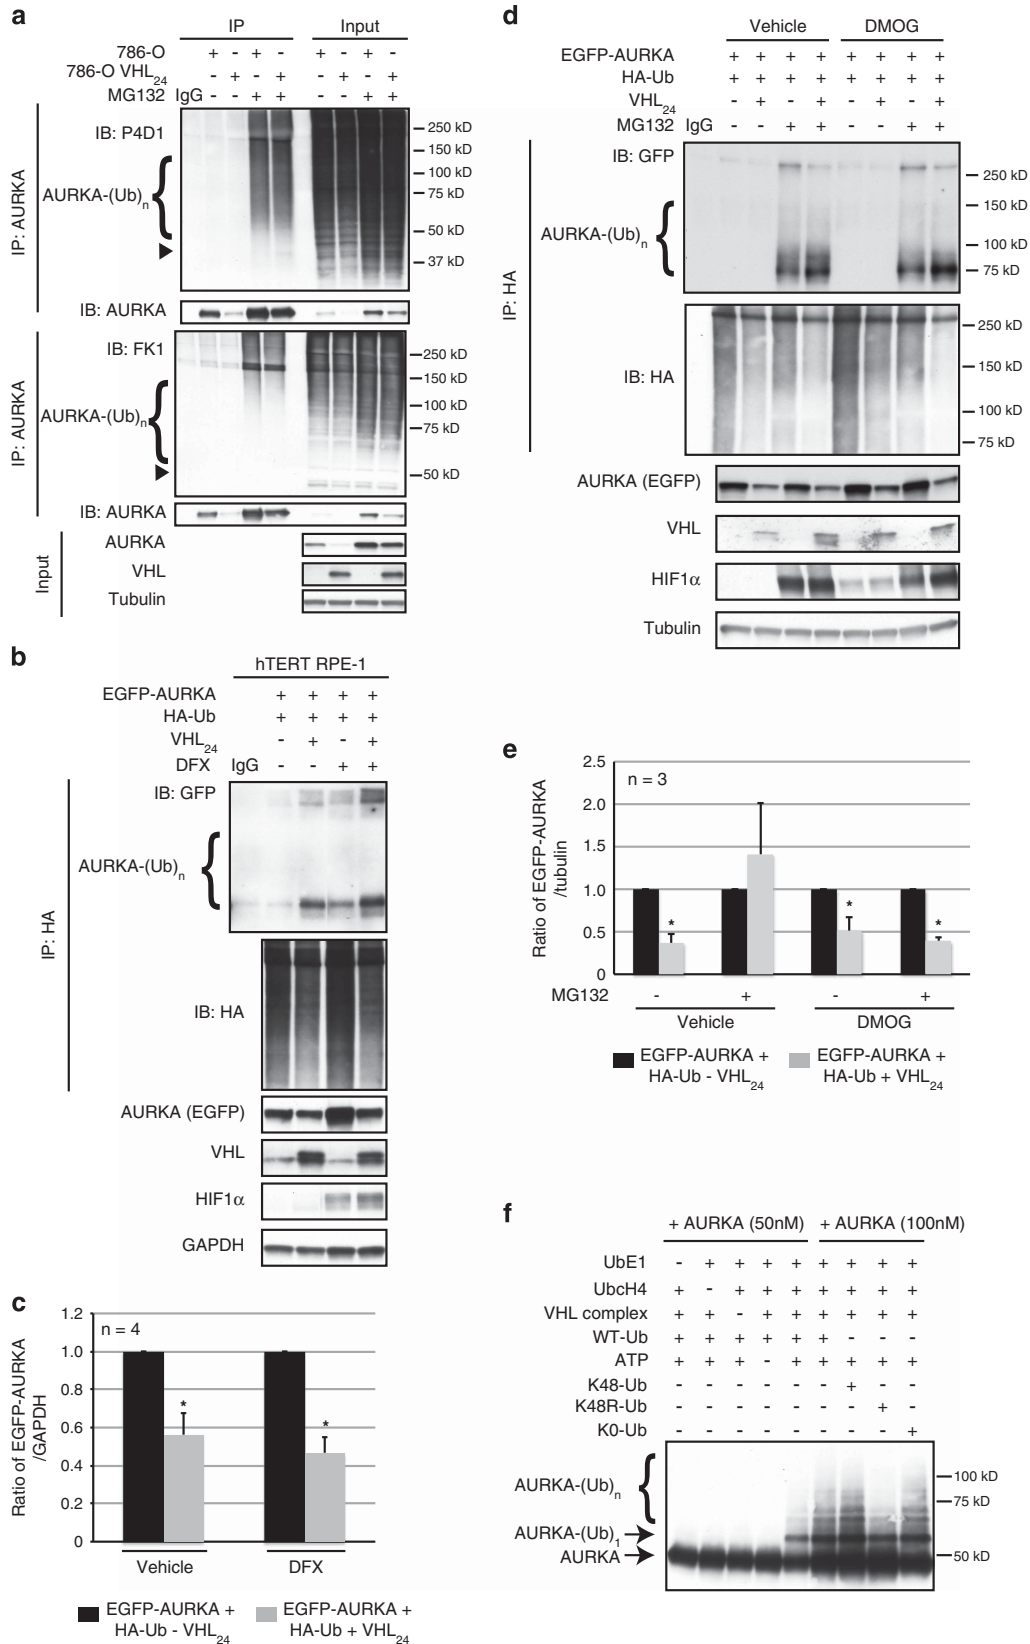 a
IP Input
786-O + - + - + - + -
786-O VHL24 - + - + - + - +
MG132 IgG - - + + - - + +
IP: AURKA
IB: P4D1
AURKA-(Ub)n
250 kD
150 kD
100 kD
75 kD
50 kD
37 kD
IB: AURKA
IP: AURKA
IB: FK1
AURKA-(Ub)n
250 kD
150 kD
100 kD
75 kD
50 kD
IB: AURKA
Input
AURKA
VHL
Tubulin
b
hTERT RPE-1
EGFP-AURKA + + + +
HA-Ub + + + +
VHL24 - + - +
DFX IgG - - + +
IP: HA
IB: GFP
AURKA-(Ub)n
IB: HA
AURKA (EGFP)
VHL
HIF1α
GAPDH
c
Ratio of EGFP-AURKA
/GAPDH
1.2
1.0
0.8
0.6
0.4
0.2
0
n = 4
* *
Vehicle DFX
EGFP-AURKA +
HA-Ub - VHL24
EGFP-AURKA +
HA-Ub + VHL24
d
Vehicle DMOG
EGFP-AURKA + + + + + + + +
HA-Ub + + + + + + + +
VHL24 - + - + - + - +
MG132 IgG - - + + - - + +
IP: HA
IB: GFP
AURKA-(Ub)n
250 kD
150 kD
100 kD
75 kD
IB: HA
250 kD
150 kD
100 kD
75 kD
AURKA (EGFP)
VHL
HIF1α
Tubulin
e
Ratio of EGFP-AURKA
/tubulin
2.5
2.0
1.5
1.0
0.5
0
n = 3
* * *
MG132 - + - +
Vehicle DMOG
EGFP-AURKA +
HA-Ub - VHL24
EGFP-AURKA +
HA-Ub + VHL24
f
+ AURKA (50nM) + AURKA (100nM)
UbE1 - + + + + + + + +
UbcH4 + - + + + + + + +
VHL complex + + - + + + + + +
WT-Ub + + + + + + - - -
ATP + + + - + + + + +
K48-Ub - - - - - - + - -
K48R-Ub - - - - - - - + -
K0-Ub - - - - - - - - +
AURKA-(Ub)n
AURKA-(Ub)1
AURKA
100 kD
75 kD
50 kD